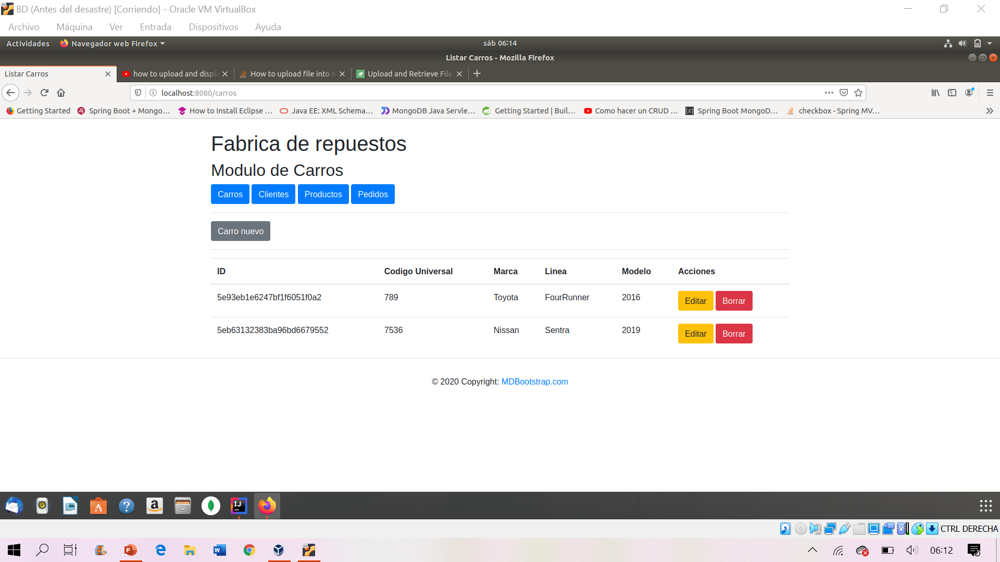 BD (Antes del desastre) [Corriendo] - Oracle VM VirtualBox
Archivo Máquina Ver Entrada Dispositivos Ayuda
Actividades Navegador web Firefox sáb 06:14
Listar Carros - Mozilla Firefox
Listar Carros how to upload and displa How to upload file into M Upload and Retrieve File
localhost:8080/carros
Getting Started Spring Boot + Mongo… How to Install Eclipse … Java EE: XML Schema… MongoDB Java Servle… Getting Started | Buil… Como hacer un CRUD … Spring Boot MongoD… checkbox - Spring MV…
Fabrica de repuestos
Modulo de Carros
Carros Clientes Productos Pedidos
Carro nuevo
ID Codigo Universal Marca Linea Modelo Acciones
5e93eb1e6247bf1f6051f0a2 789 Toyota FourRunner 2016 Editar Borrar
5eb63132383ba96bd6679552 7536 Nissan Sentra 2019 Editar Borrar
© 2020 Copyright: MDBootstrap.com
CTRL DERECHA
06:12